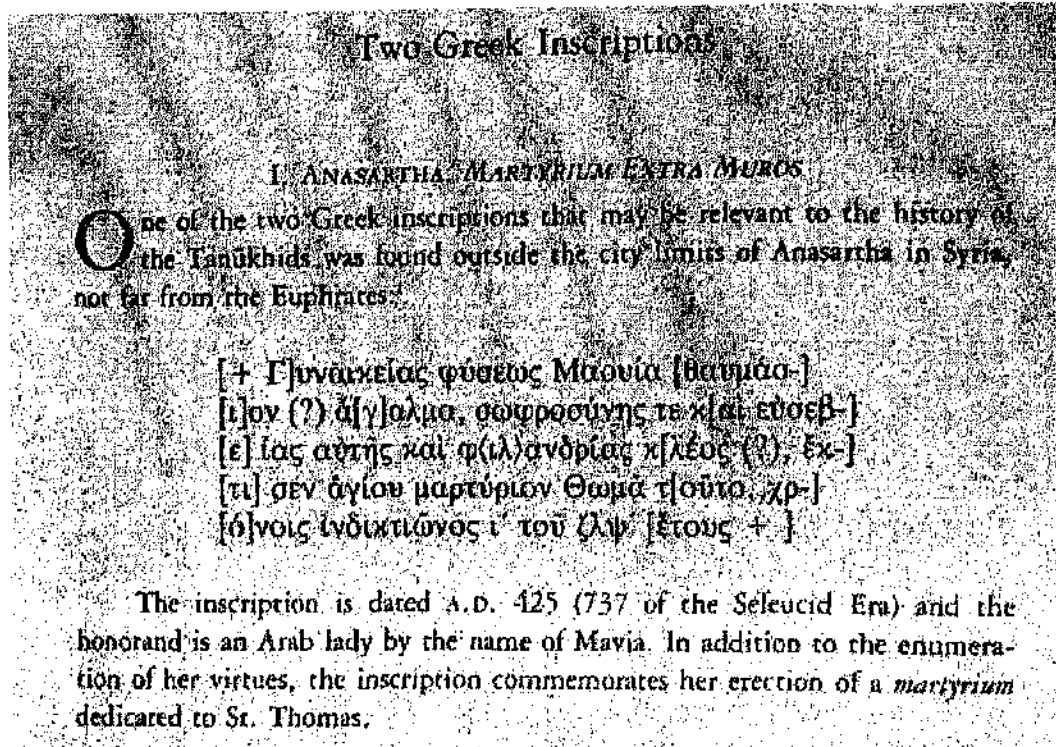 Two Greek Inscriptions
I. ANASARTHA: MARTYRIUM EXTRA MUROS
One of the two Greek inscriptions that may be relevant to the history of
the Tanūkhids was found outside the city limits of Anasartha in Syria,
not far from the Euphrates.¹
[+ Γ]υναικείας φύσεως Μαουία [θαυμάσ-]
[ι]ον (?) ἄ[γ]αλμα, σωφροσύνης τε κ[αὶ εὐσεβ-]
[ε] ίας αὐτῆς καὶ φ⟨ιλ⟩ανδρίας κ[λέος (?), ἔκ-]
[τι] σεν ἁγίου μαρτύριον Θωμᾶ τ[οῦτο, χρ-]
[ό]νοις ἰνδικτιῶνος ι´ τοῦ ζλψ´ [ἔτους + ]
The inscription is dated A.D. 425 (737 of the Seleucid Era) and the
honorand is an Arab lady by the name of Mavia. In addition to the enumera-
tion of her virtues, the inscription commemorates her erection of a martyrium
dedicated to St. Thomas.